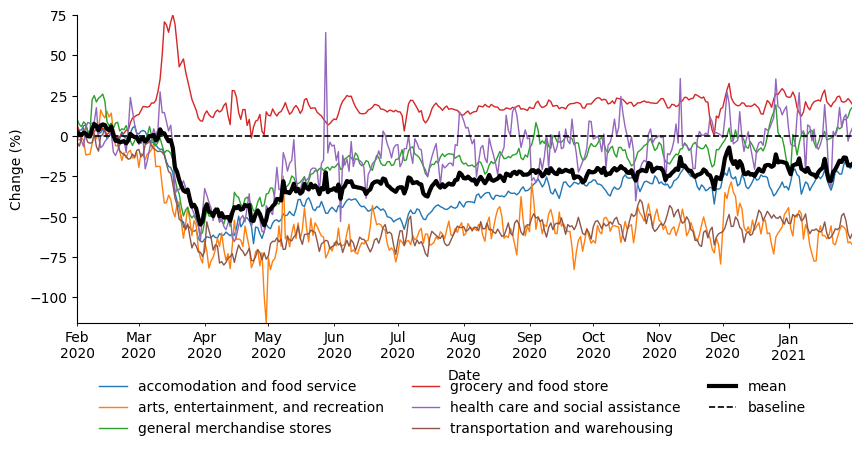 Change (%)
75
50
25
0
−25
−50
−75
−100
Feb Mar Apr May Jun Jul Aug Sep Oct Nov Dec Jan
2020 2020 2020 2020 2020 2020 2020 2020 2020 2020 2020 2021
Date
accomodation and food service
arts, entertainment, and recreation
general merchandise stores
grocery and food store
health care and social assistance
transportation and warehousing
mean
baseline